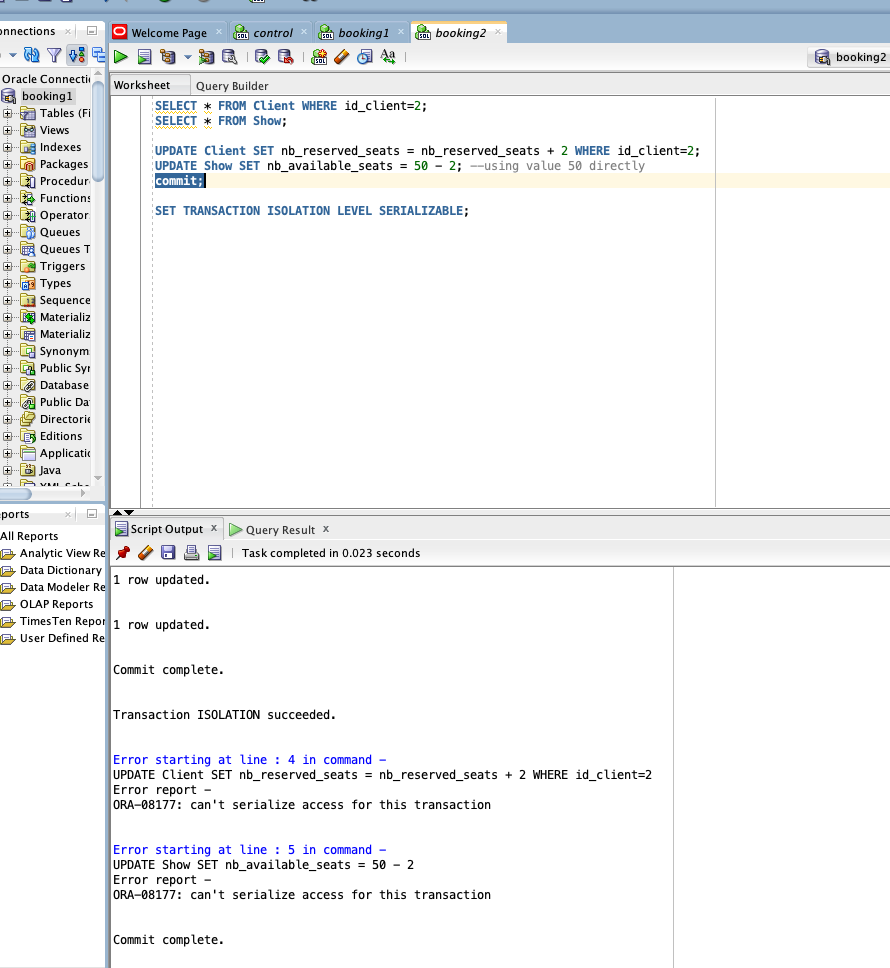 onnections
Welcome Page
control
booking1
booking2
booking2
Oracle Connecti
booking1
Tables (Fi
Views
Indexes
Packages
Procedur
Functions
Operator
Queues
Queues T
Triggers
Types
Sequence
Materializ
Materializ
Synonym
Public Syn
Database
Public Da
Directorie
Editions
Applicatio
Java
Worksheet Query Builder
SELECT * FROM Client WHERE id_client=2;
SELECT * FROM Show;
UPDATE Client SET nb_reserved_seats = nb_reserved_seats + 2 WHERE id_client=2;
UPDATE Show SET nb_available_seats = 50 - 2; --using value 50 directly
commit;
SET TRANSACTION ISOLATION LEVEL SERIALIZABLE;
ports
All Reports
Analytic View Re
Data Dictionary
Data Modeler Re
OLAP Reports
TimesTen Repor
User Defined Re
Script Output Query Result
Task completed in 0.023 seconds
1 row updated.
1 row updated.
Commit complete.
Transaction ISOLATION succeeded.
Error starting at line : 4 in command -
UPDATE Client SET nb_reserved_seats = nb_reserved_seats + 2 WHERE id_client=2
Error report -
ORA-08177: can't serialize access for this transaction
Error starting at line : 5 in command -
UPDATE Show SET nb_available_seats = 50 - 2
Error report -
ORA-08177: can't serialize access for this transaction
Commit complete.